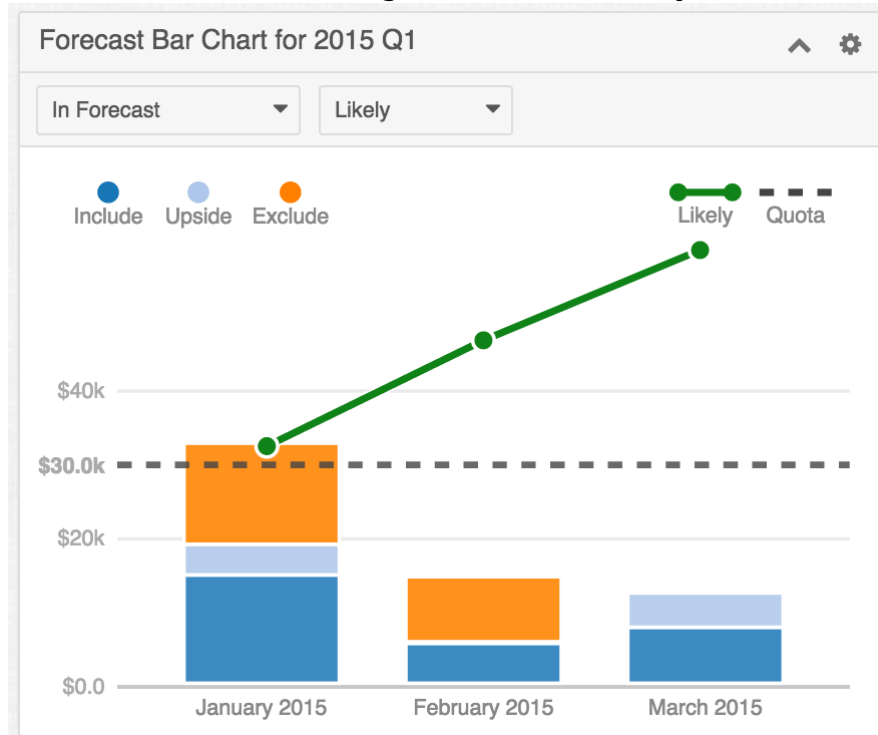 Forecast Bar Chart for 2015 Q1
In Forecast Likely
Include Upside Exclude Likely Quota
$40k
$30.0k
$20k
$0.0
January 2015 February 2015 March 2015